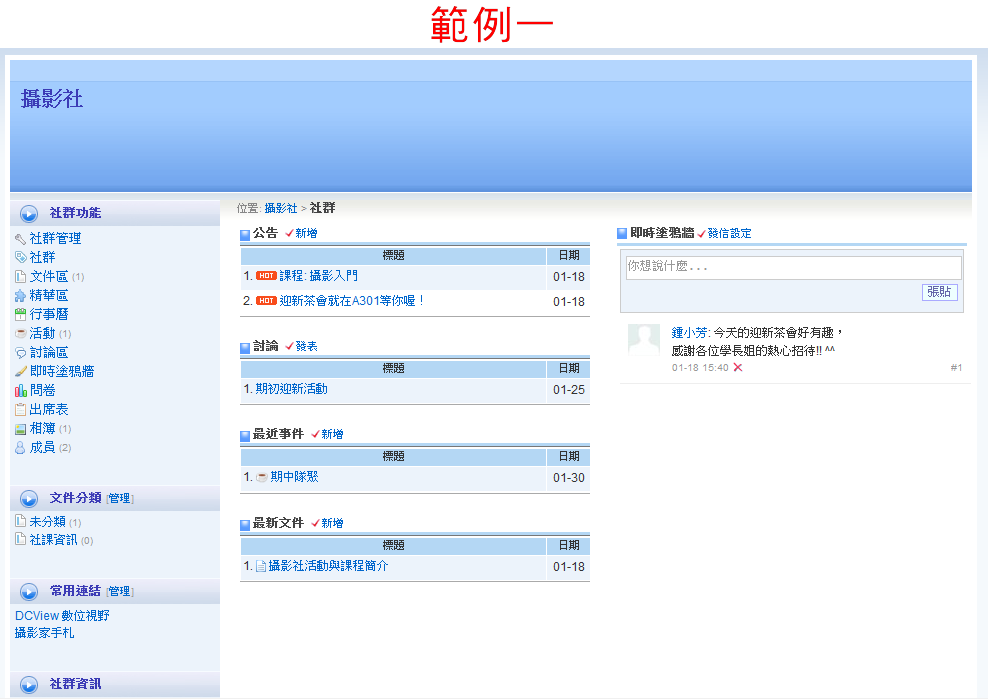 範例一
攝影社
社群功能
社群管理
社群
文件區 (1)
精華區
行事曆
活動 (1)
討論區
即時塗鴉牆
問卷
出席表
相簿 (1)
成員 (2)
文件分類 [管理]
未分類 (1)
社課資訊 (0)
常用連結 [管理]
DCView 數位視野
攝影家手札
社群資訊
位置: 攝影社 > 社群
公告 新增
標題 日期
1. HOT 課程: 攝影入門 01-18
2. HOT 迎新茶會就在A301等你喔！ 01-18
討論 發表
標題 日期
1. 期初迎新活動 01-25
最近事件 新增
標題 日期
1. 期中隊聚 01-30
最新文件 新增
標題 日期
1. 攝影社活動與課程簡介 01-18
即時塗鴉牆 發信設定
你想說什麼...
張貼
鍾小芳: 今天的迎新茶會好有趣，
感謝各位學長姐的熱心招待!! ^^
01-18 15:40 #1